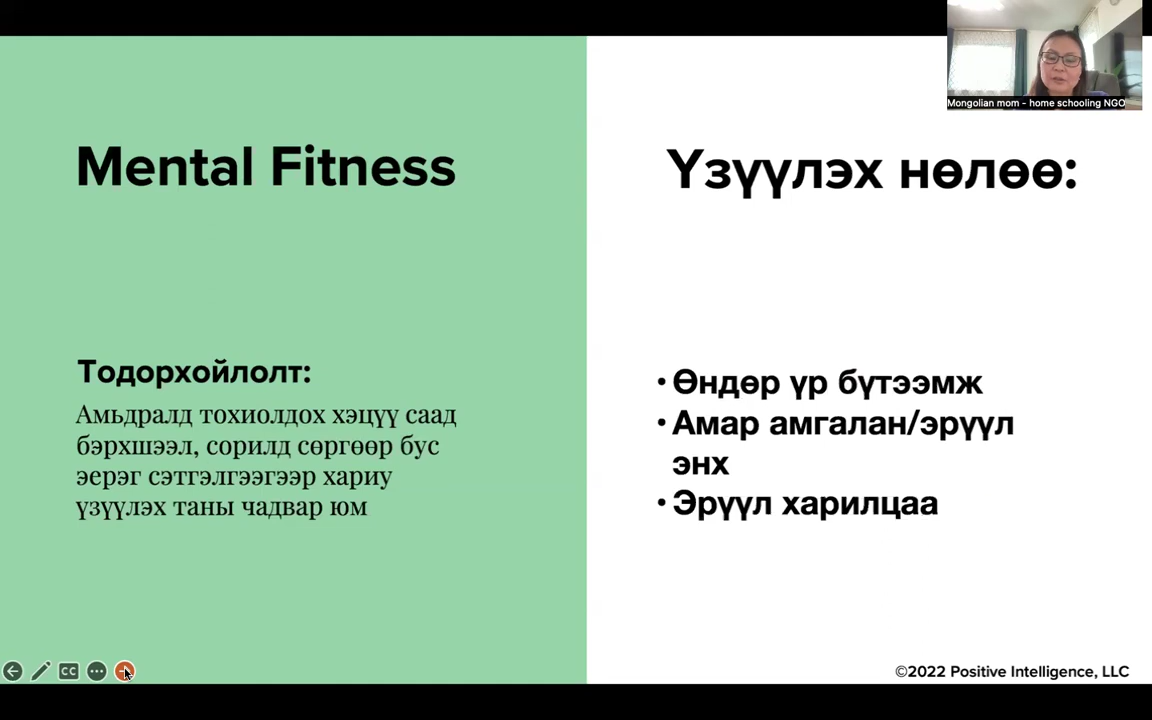 Mongolian mom - home schooling NGO
Mental Fitness
Тодорхойлолт:
Амьдралд тохиолдох хэцүү саад
бэрхшээл, сорилд сөргөөр бус
эерэг сэтгэлгээгээр хариу
үзүүлэх таны чадвар юм
Үзүүлэх нөлөө:
• Өндөр үр бүтээмж
• Амар амгалан/эрүүл
энх
• Эрүүл харилцаа
CC
©2022 Positive Intelligence, LLC